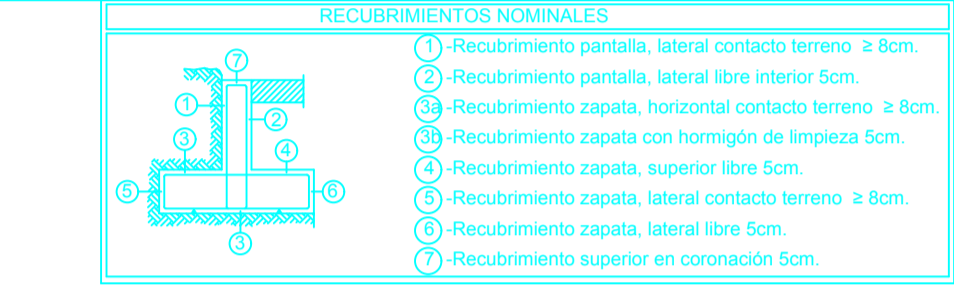 RECUBRIMIENTOS NOMINALES
1 -Recubrimiento pantalla, lateral contacto terreno ≥ 8cm.
2 -Recubrimiento pantalla, lateral libre interior 5cm.
3a -Recubrimiento zapata, horizontal contacto terreno ≥ 8cm.
3b -Recubrimiento zapata con hormigón de limpieza 5cm.
4 -Recubrimiento zapata, superior libre 5cm.
5 -Recubrimiento zapata, lateral contacto terreno ≥ 8cm.
6 -Recubrimiento zapata, lateral libre 5cm.
7 -Recubrimiento superior en coronación 5cm.
7
1
2
3
4
5
6
3